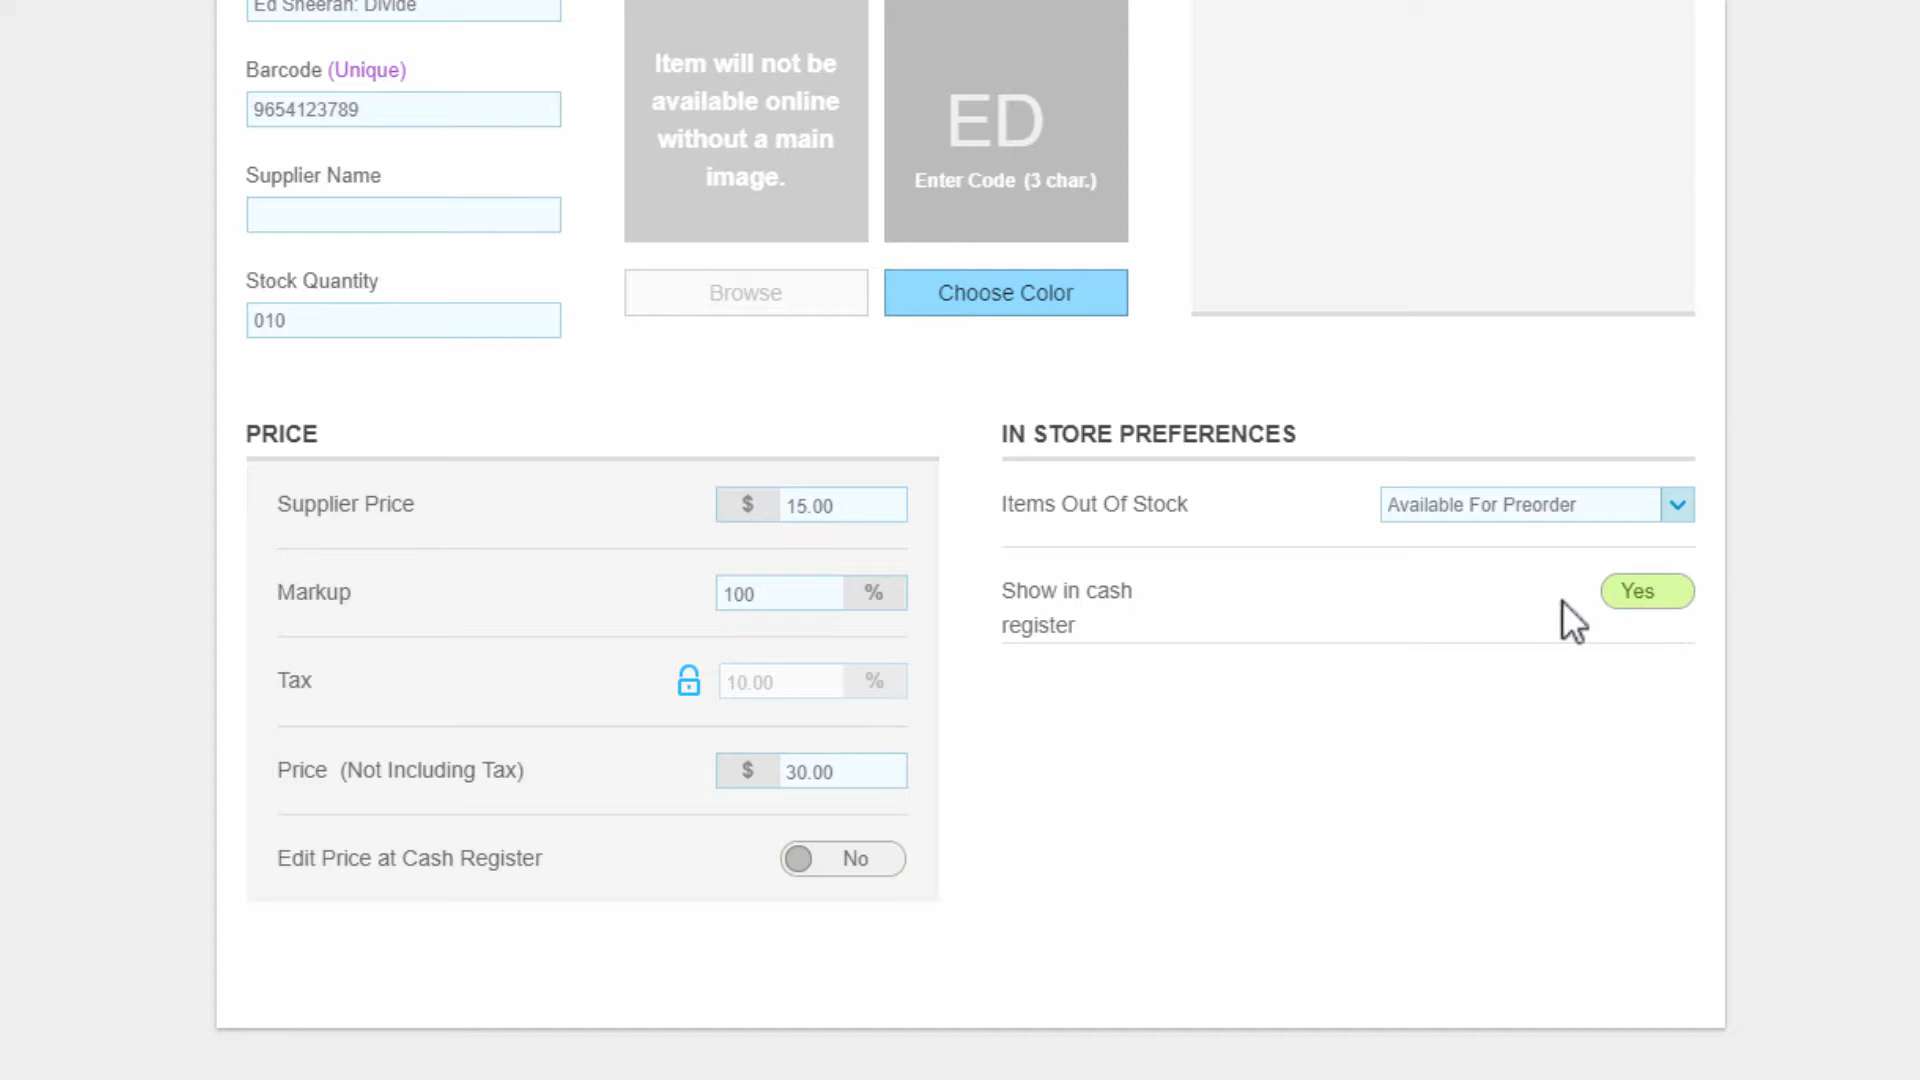 Ed Sheeran: Divide
Barcode (Unique)
9654123789
Supplier Name
Stock Quantity
010
Item will not be
available online
without a main
image.
Browse
ED
Enter Code (3 char.)
Choose Color
PRICE
Supplier Price
$ 15.00
Markup
100 %
Tax
10.00 %
Price (Not Including Tax)
$ 30.00
Edit Price at Cash Register
No
IN STORE PREFERENCES
Items Out Of Stock
Available For Preorder
Show in cash
register
Yes